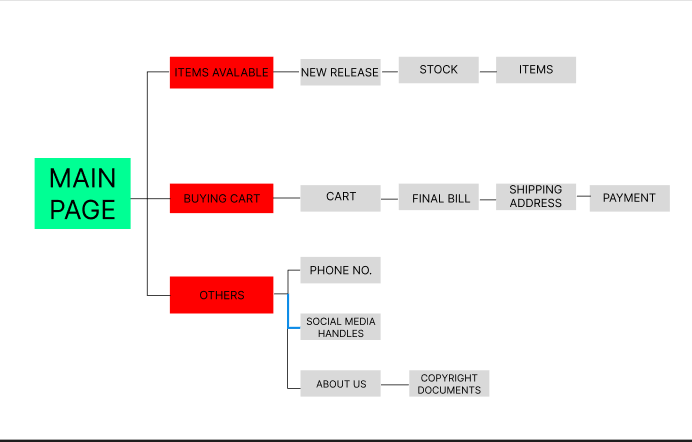 MAIN
PAGE
ITEMS AVALABLE
NEW RELEASE
STOCK
ITEMS
BUYING CART
CART
FINAL BILL
SHIPPING
ADDRESS
PAYMENT
OTHERS
PHONE NO.
SOCIAL MEDIA
HANDLES
ABOUT US
COPYRIGHT
DOCUMENTS